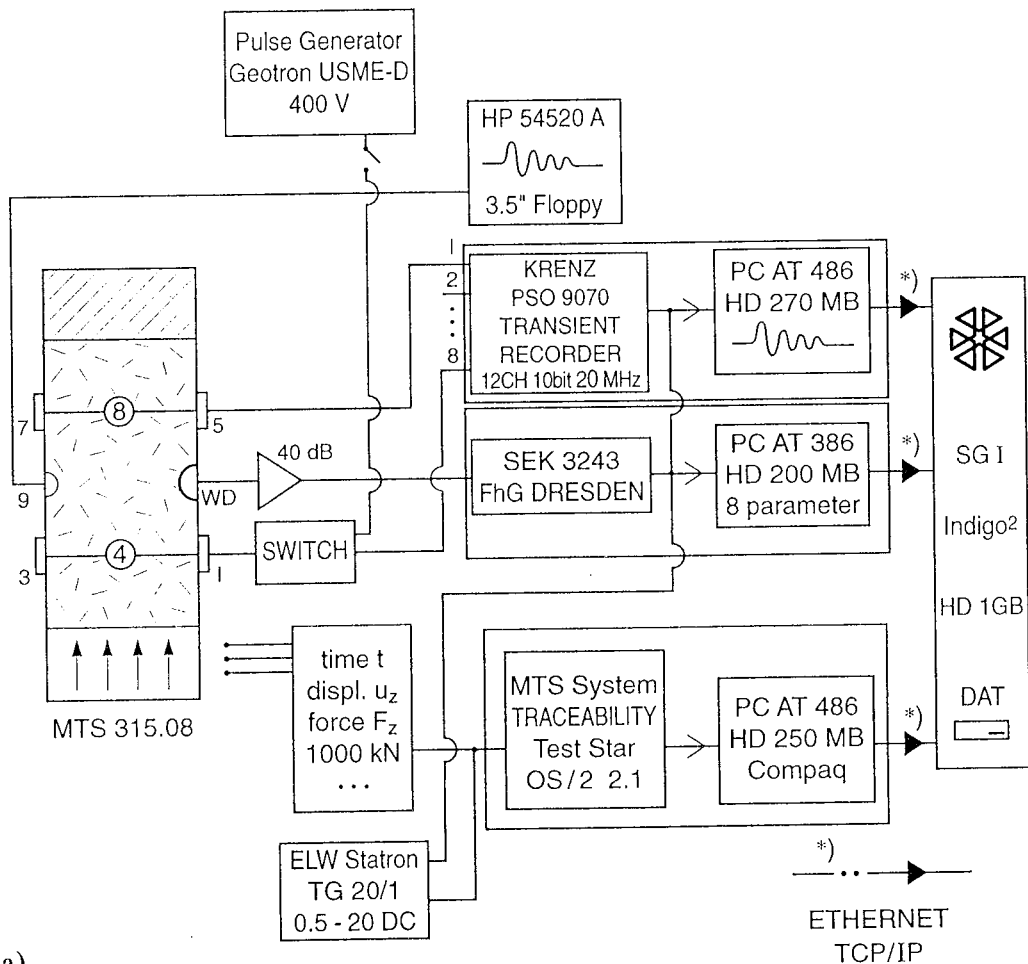 Pulse Generator
Geotron USME-D
400 V
HP 54520 A
3.5" Floppy
1
2
8
KRENZ
PSO 9070
TRANSIENT
RECORDER
12CH 10bit 20 MHz
PC AT 486
HD 270 MB
*)
8
7
5
40 dB
SEK 3243
FhG DRESDEN
PC AT 386
HD 200 MB
8 parameter
*)
SG I
Indigo²
HD 1GB
DAT
9
WD
4
3
1
SWITCH
MTS 315.08
time t
displ. u_z
force F_z
1000 kN
...
MTS System
TRACEABILITY
Test Star
OS/2 2.1
PC AT 486
HD 250 MB
Compaq
*)
ELW Statron
TG 20/1
0.5 - 20 DC
*)
ETHERNET
TCP/IP
a)